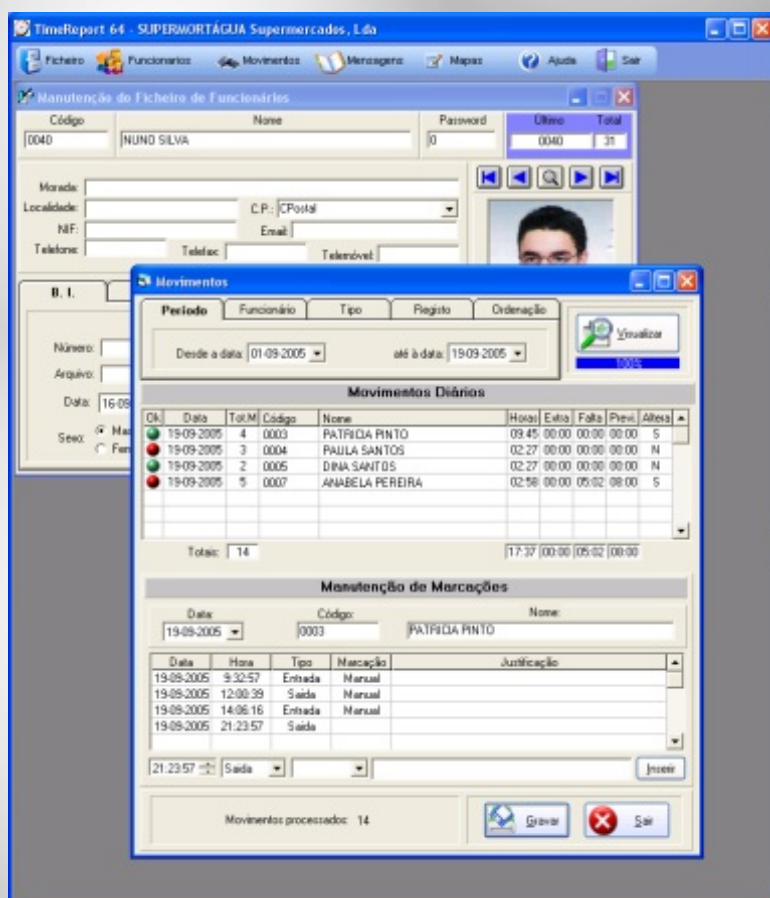 TimeReport 64 - SUPERMORTÁGUA Supermercados, Lda
Ficheiro Funcionarios Movimentos Mensagens Mapas Ajuda Sair
Manutenção do Ficheiro de Funcionários
Código Nome Password Último Total
0040 NUNO SILVA 0 0040 31
Morada:
Localidade: C.P.: CPostal
NIF: Email:
Telefone: Telefax: Telemóvel:
B. I.
Número:
Arquivo:
Data: 16-09
Sexo: Mas
Fem
Movimentos
Período Funcionário Tipo Registo Ordenação
Visualizar
Desde a data: 01-09-2005 até à data: 19-09-2005
100%
Movimentos Diários
Ok Data Tot.M Código Nome Horas Extra Falta Previ. Altera
19-09-2005 4 0003 PATRICIA PINTO 09:45 00:00 00:00 00:00 S
19-09-2005 3 0004 PAULA SANTOS 02:27 00:00 00:00 00:00 N
19-09-2005 2 0005 DINA SANTOS 02:27 00:00 00:00 00:00 N
19-09-2005 5 0007 ANABELA PEREIRA 02:58 00:00 05:02 08:00 S
Totais: 14 17:37 00:00 05:02 08:00
Manutenção de Marcações
Data: Código: Nome:
19-09-2005 0003 PATRICIA PINTO
Data Hora Tipo Marcação Justificação
19-09-2005 9:32:57 Entrada Manual
19-09-2005 12:00:39 Saida Manual
19-09-2005 14:06:16 Entrada Manual
19-09-2005 21:23:57 Saida
21:23:57 Saida Inserir
Movimentos processados: 14 Gravar Sair